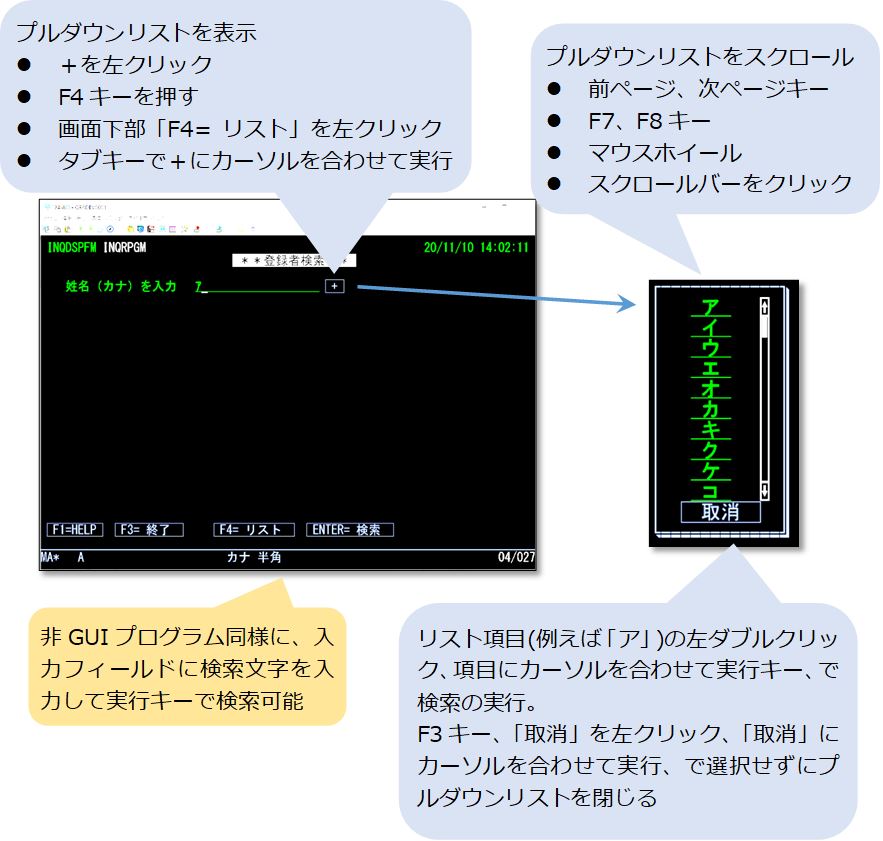 プルダウンリストを表示
● ＋を左クリック
● F4 キーを押す
● 画面下部「F4= リスト」を左クリック
● タブキーで＋にカーソルを合わせて実行
プルダウンリストをスクロール
● 前ページ、次ページキー
● F7、F8 キー
● マウスホイール
● スクロールバーをクリック
INQDSPFM INQRPGM 20/11/10 14:02:11
＊＊登録者検索
姓名（カナ）を入力 ｱ +
F1=HELP F3= 終了 F4= リスト ENTER= 検索
MA* A カナ 半角 04/027
ア
イ
ウ
エ
オ
カ
キ
ク
ケ
コ
取消
非 GUI プログラム同様に、入
力フィールドに検索文字を入
力して実行キーで検索可能
リスト項目(例えば「ア」)の左ダブルクリッ
ク、項目にカーソルを合わせて実行キー、で
検索の実行。
F3 キー、「取消」を左クリック、「取消」に
カーソルを合わせて実行、で選択せずにプ
ルダウンリストを閉じる